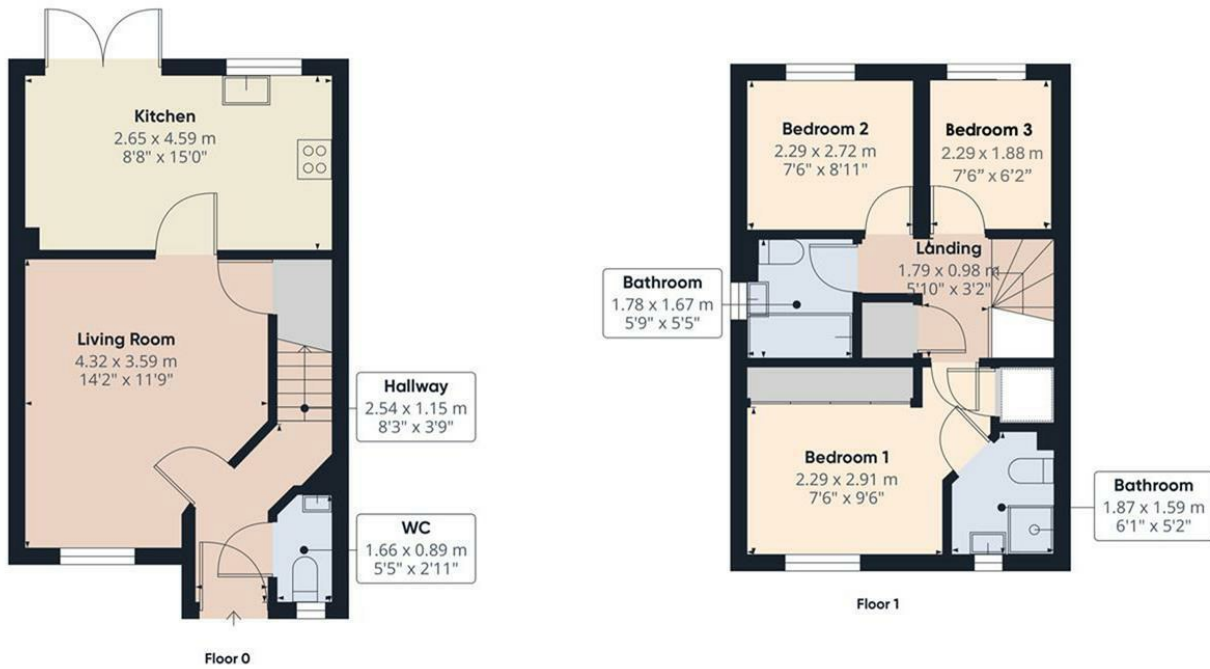 Kitchen
2.65 x 4.59 m
8'8" x 15'0"
Living Room
4.32 x 3.59 m
14'2" x 11'9"
Hallway
2.54 x 1.15 m
8'3" x 3'9"
WC
1.66 x 0.89 m
5'5" x 2'11"
Floor 0
Bedroom 2
2.29 x 2.72 m
7'6" x 8'11"
Bedroom 3
2.29 x 1.88 m
7'6" x 6'2"
Landing
1.79 x 0.98 m
5'10" x 3'2"
Bathroom
1.78 x 1.67 m
5'9" x 5'5"
Bedroom 1
2.29 x 2.91 m
7'6" x 9'6"
Bathroom
1.87 x 1.59 m
6'1" x 5'2"
Floor 1